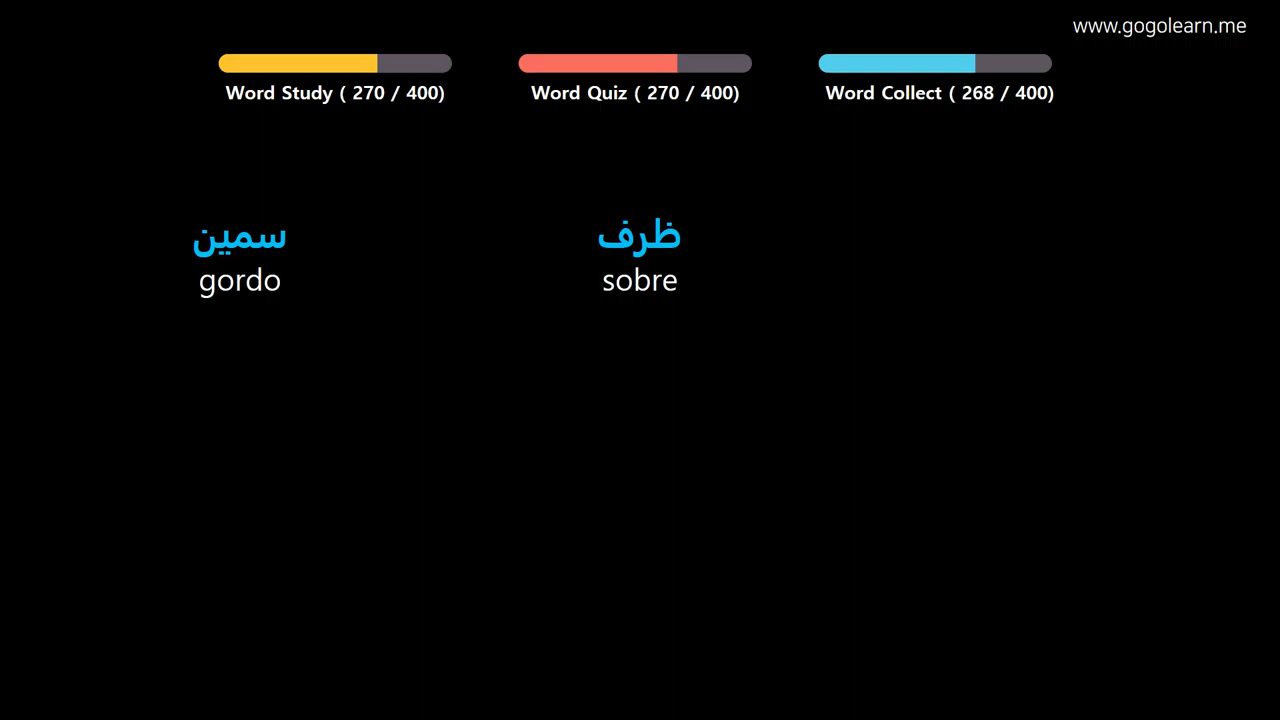 www.gogolearn.me
Word Study ( 270 / 400)
Word Quiz ( 270 / 400)
Word Collect ( 268 / 400)
سمين
gordo
ظرف
sobre